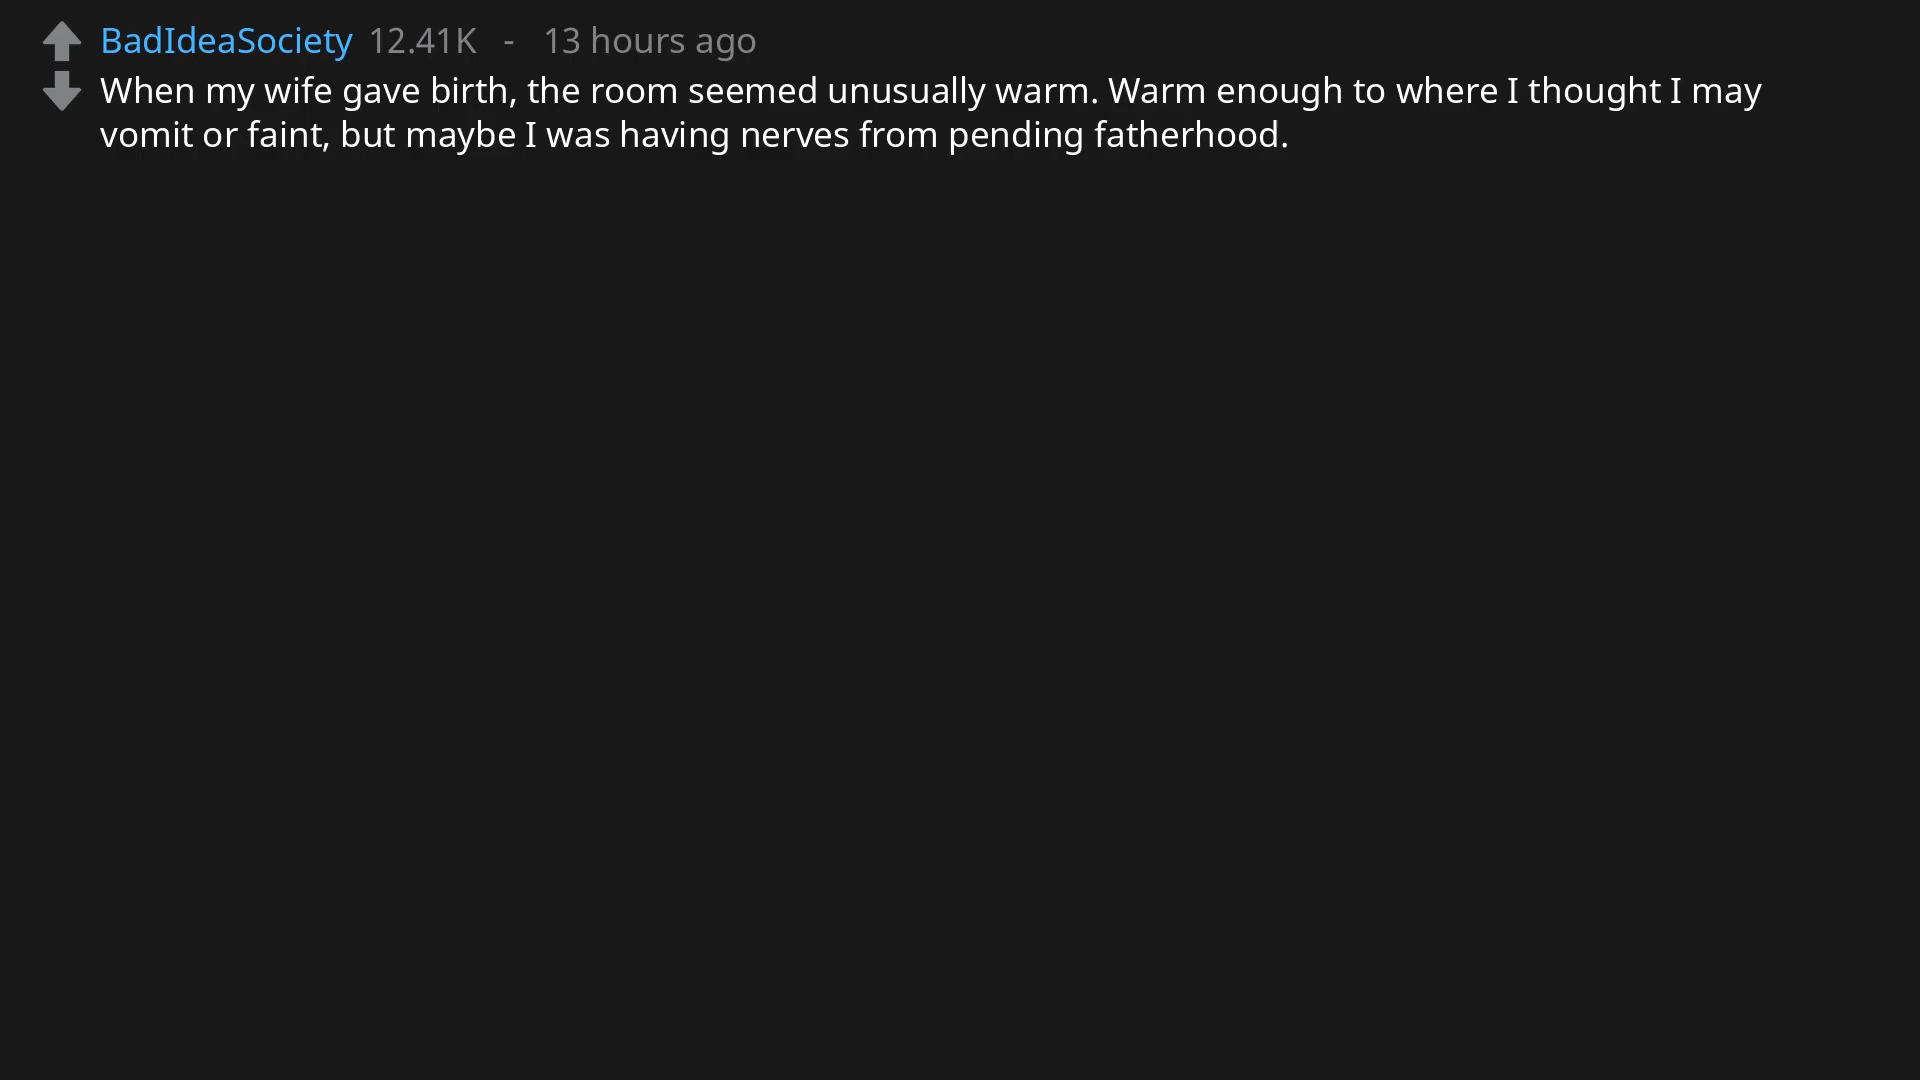 BadIdeaSociety 12.41K - 13 hours ago
When my wife gave birth, the room seemed unusually warm. Warm enough to where I thought I may
vomit or faint, but maybe I was having nerves from pending fatherhood.